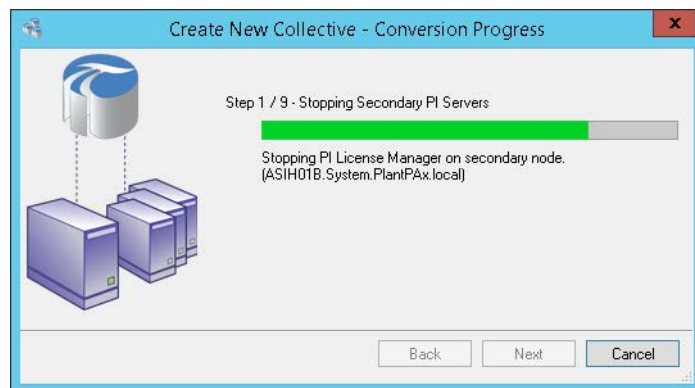 Create New Collective - Conversion Progress
x
Step 1 / 9 - Stopping Secondary PI Servers
Stopping PI License Manager on secondary node.
(ASIH01B.System.PlantPAx.local)
Back Next Cancel